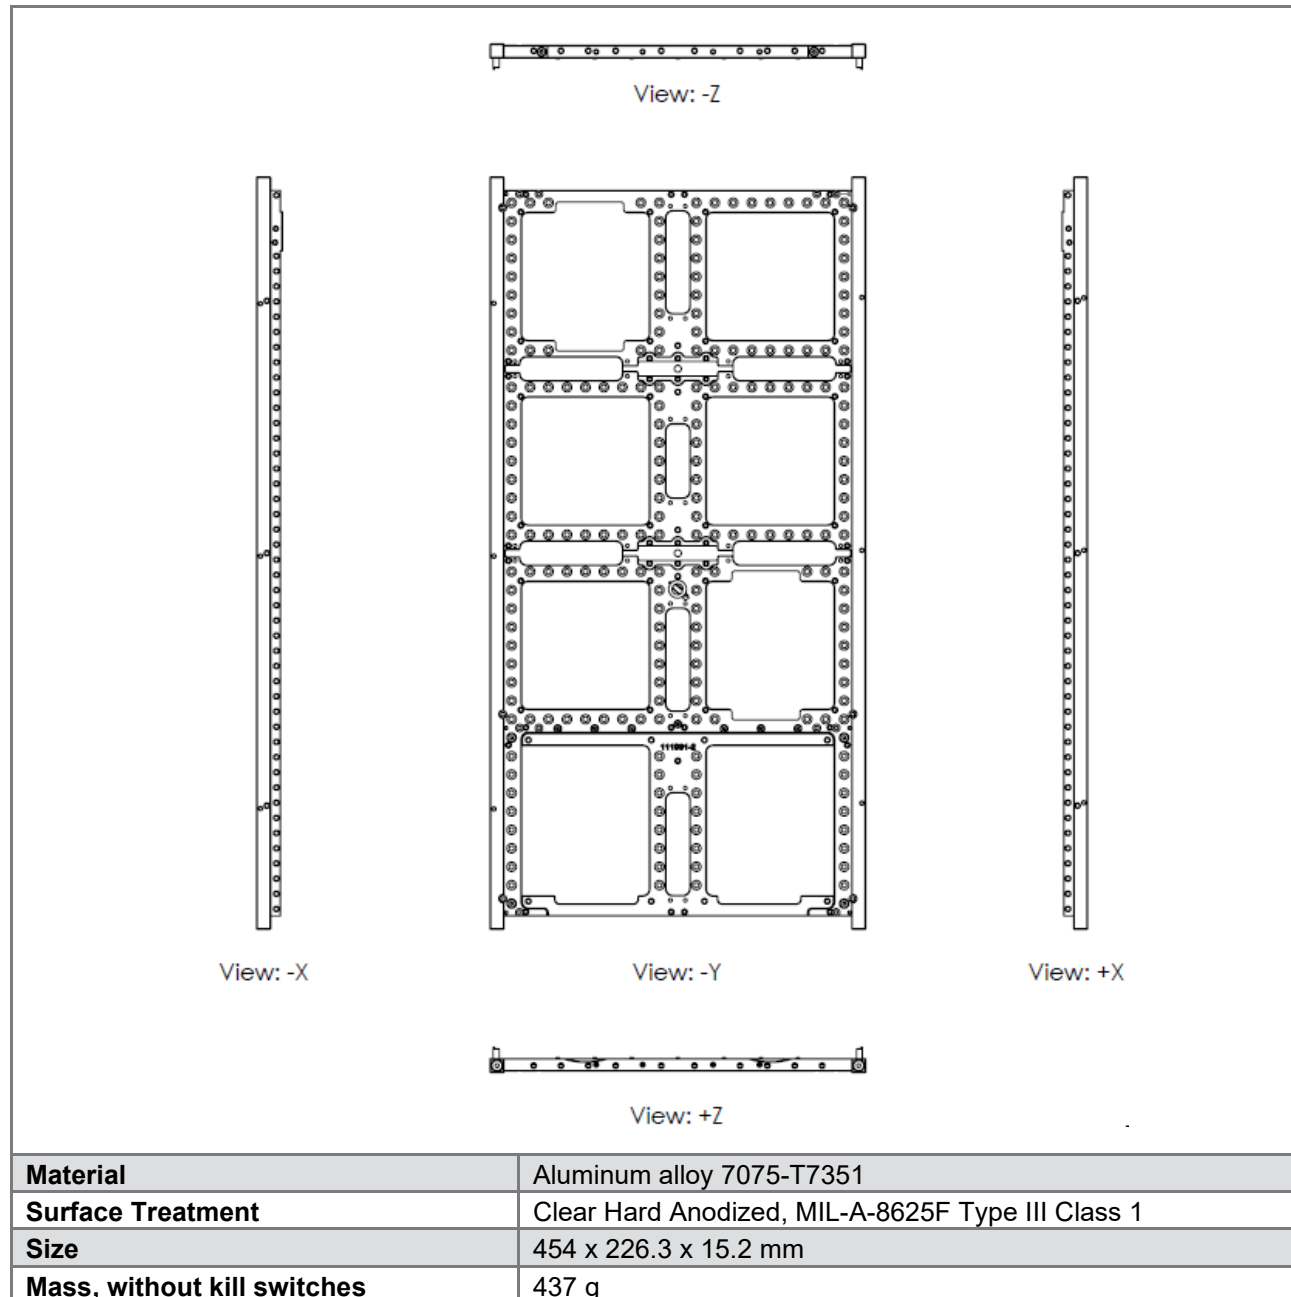 View: -Z
View: -X
View: -Y
View: +X
View: +Z
Material Aluminum alloy 7075-T7351
Surface Treatment Clear Hard Anodized, MIL-A-8625F Type III Class 1
Size 454 x 226.3 x 15.2 mm
Mass, without kill switches 437 g